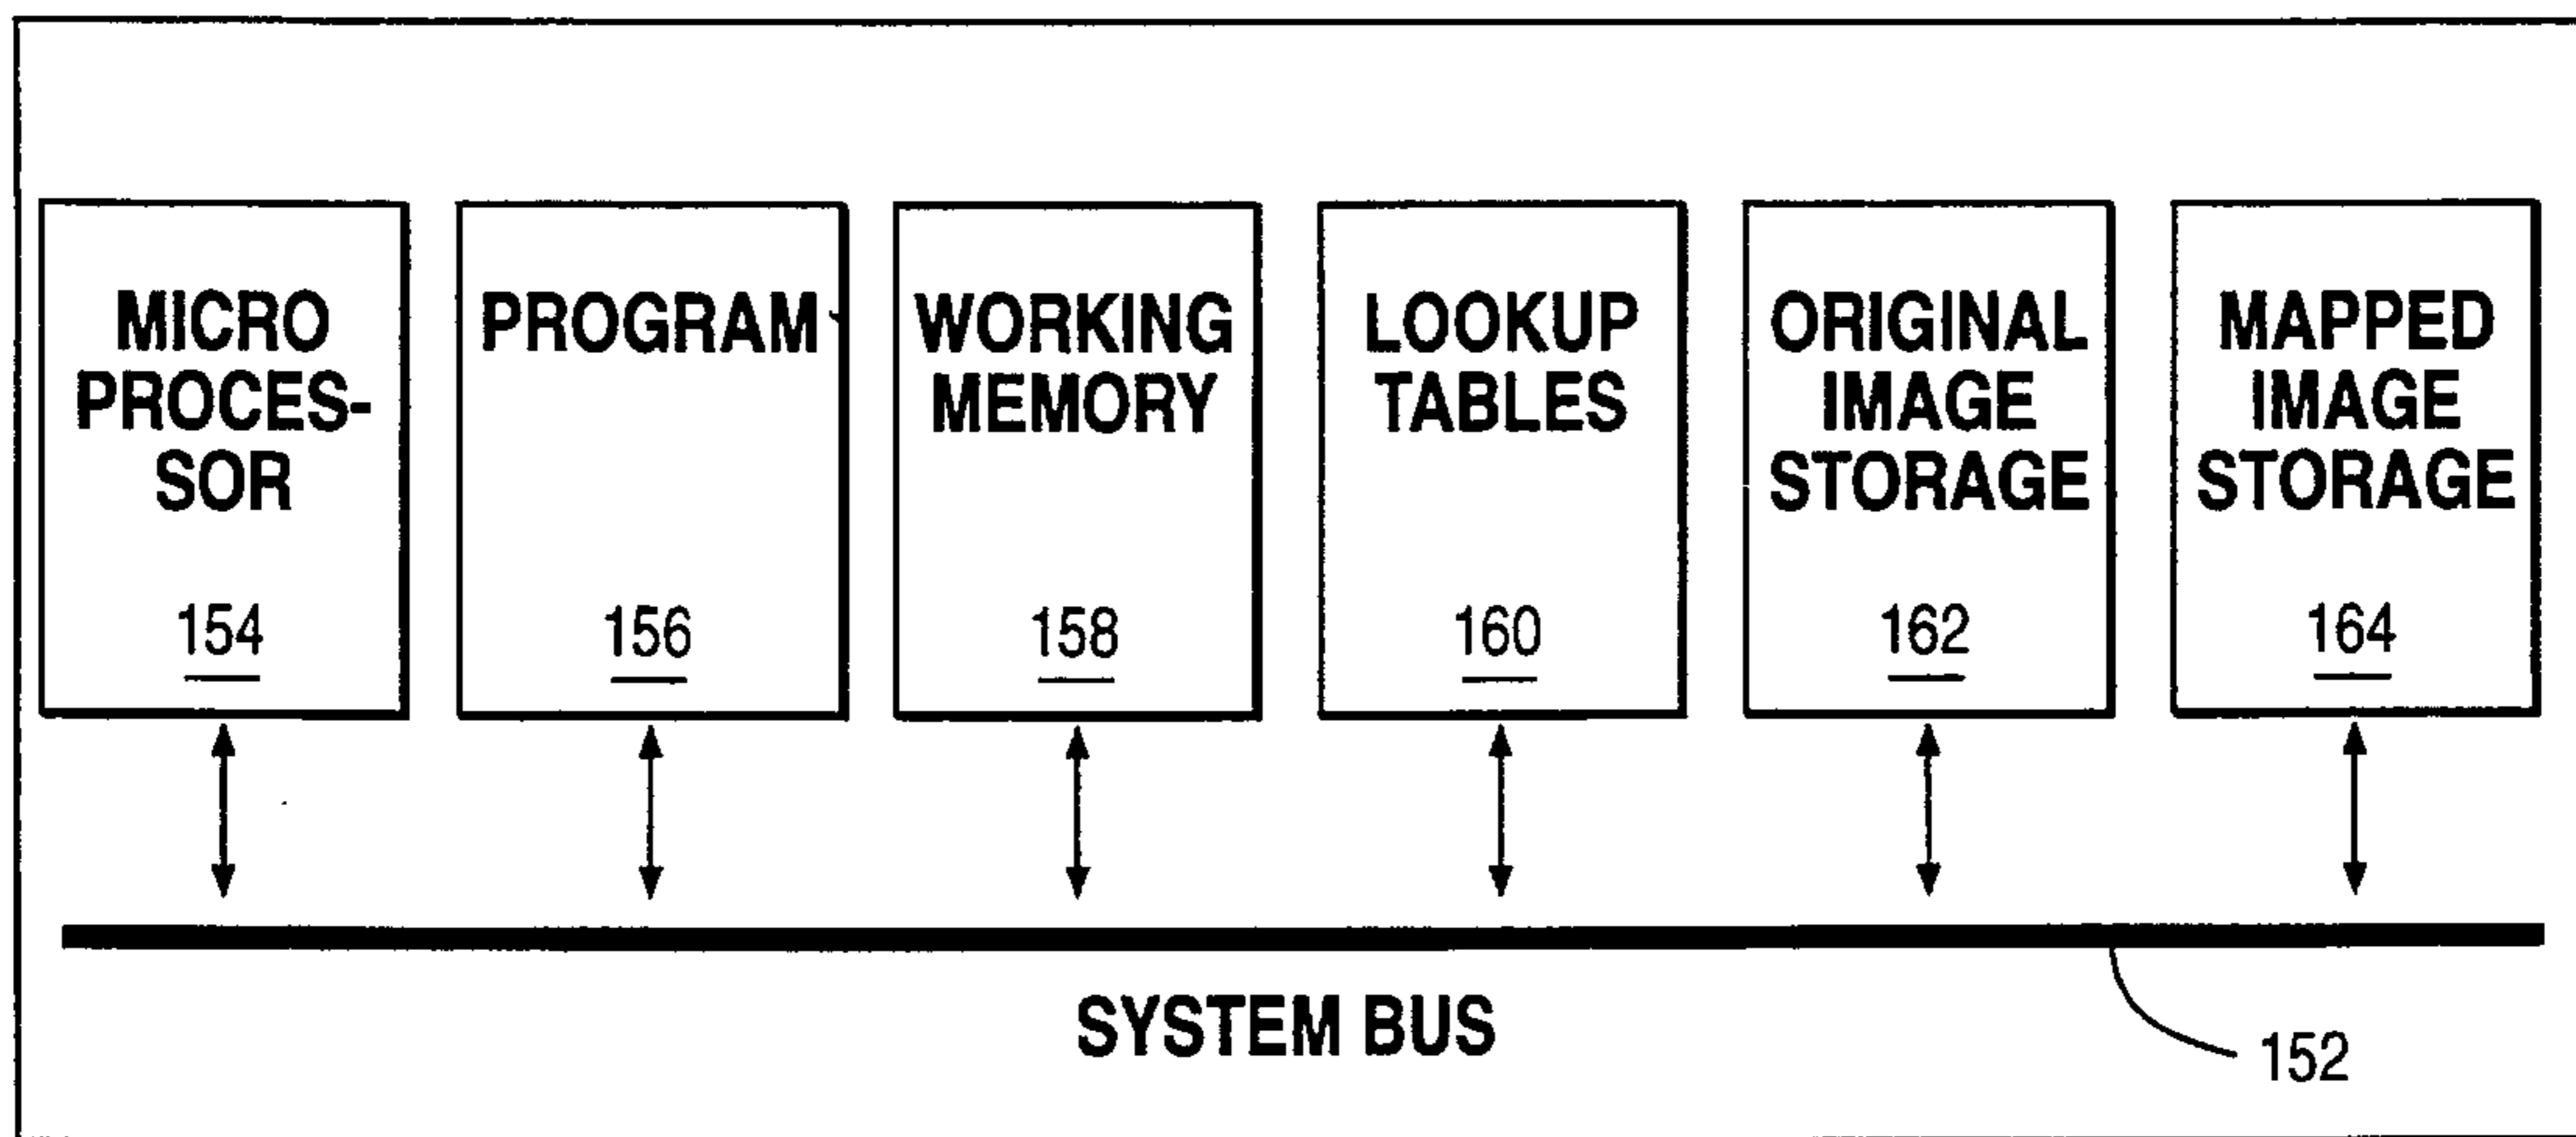 MICRO
PROCES-
SOR
154
PROGRAM
156
WORKING
MEMORY
158
LOOKUP
TABLES
160
ORIGINAL
IMAGE
STORAGE
162
MAPPED
IMAGE
STORAGE
164
SYSTEM BUS
152